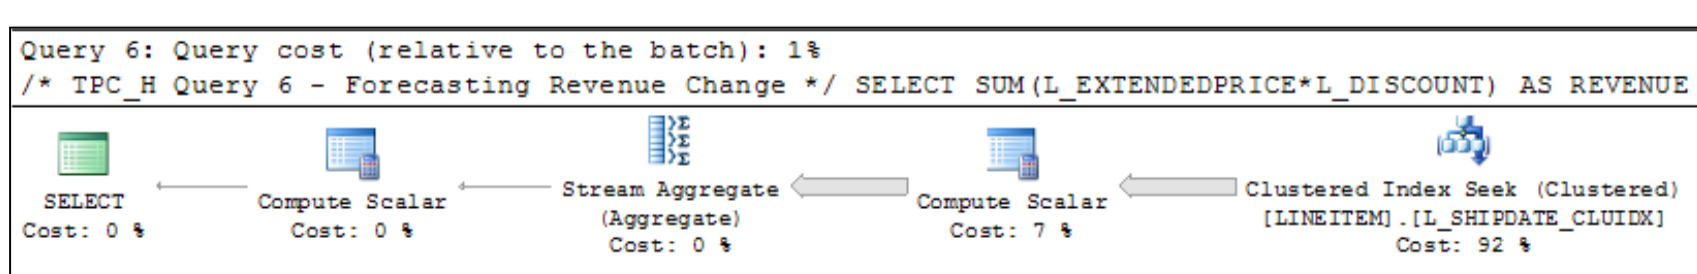 Query 6: Query cost (relative to the batch): 1%
/* TPC_H Query 6 - Forecasting Revenue Change */ SELECT SUM(L_EXTENDEDPRICE*L_DISCOUNT) AS REVENUE
SELECT
Cost: 0 %
Compute Scalar
Cost: 0 %
Stream Aggregate
(Aggregate)
Cost: 0 %
Compute Scalar
Cost: 7 %
Clustered Index Seek (Clustered)
[LINEITEM].[L_SHIPDATE_CLUIDX]
Cost: 92 %